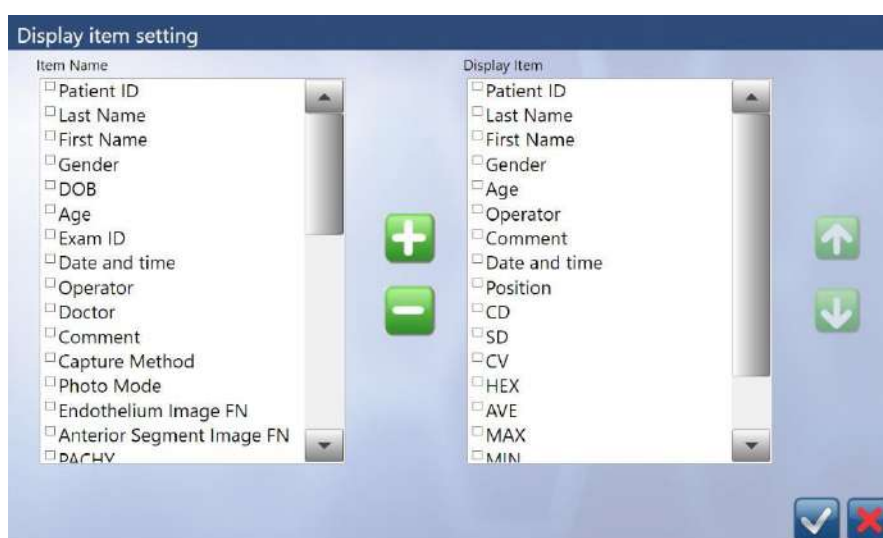 Display item setting
Item Name
Patient ID
Last Name
First Name
Gender
DOB
Age
Exam ID
Date and time
Operator
Doctor
Comment
Capture Method
Photo Mode
Endothelium Image FN
Anterior Segment Image FN
PACHY
Display Item
Patient ID
Last Name
First Name
Gender
Age
Operator
Comment
Date and time
Position
CD
SD
CV
HEX
AVE
MAX
MIN